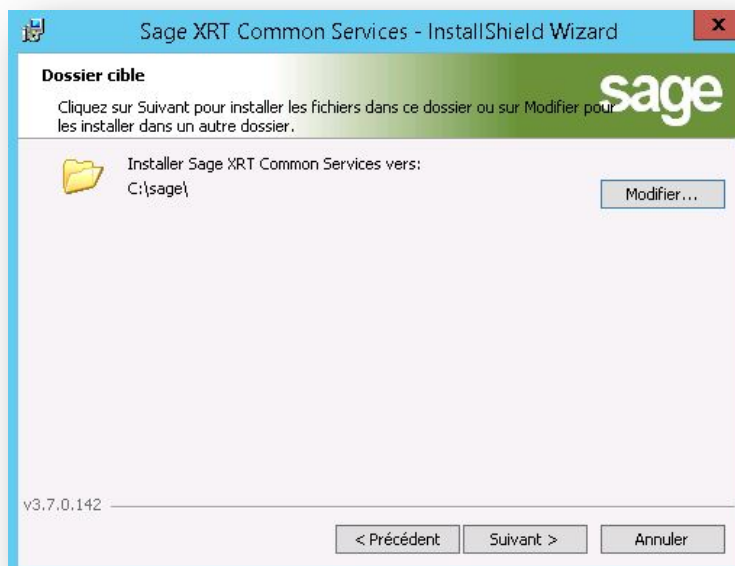 Sage XRT Common Services - InstallShield Wizard
x
Dossier cible
Cliquez sur Suivant pour installer les fichiers dans ce dossier ou sur Modifier pour
les installer dans un autre dossier.
sage
Installer Sage XRT Common Services vers:
C:\sage\
Modifier...
v3.7.0.142
< Précédent
Suivant >
Annuler